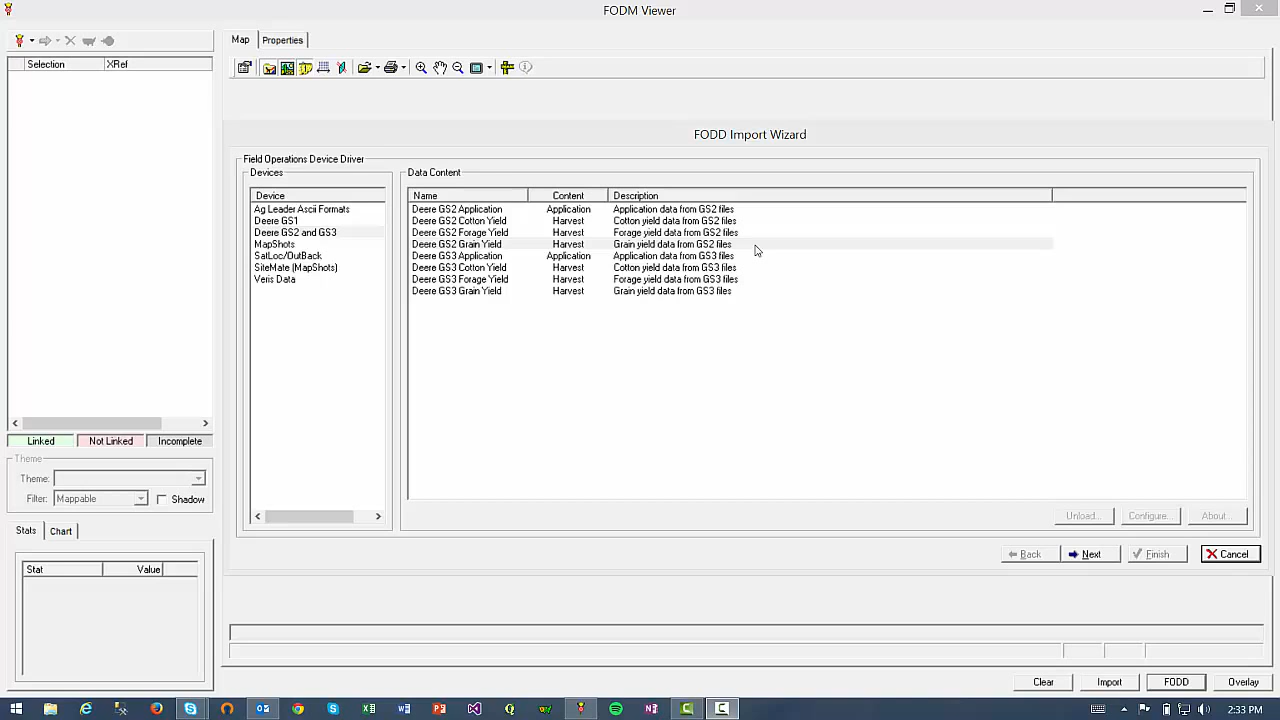 FODM Viewer
Map Properties
Selection XRef
FODD Import Wizard
Field Operations Device Driver
Devices
Device
Ag Leader Ascii Formats
Deere GS1
Deere GS2 and GS3
MapShots
SatLoc/OutBack
SiteMate (MapShots)
Veris Data
Data Content
Name Content Description
Deere GS2 Application Application Application data from GS2 files
Deere GS2 Cotton Yield Harvest Cotton yield data from GS2 files
Deere GS2 Forage Yield Harvest Forage yield data from GS2 files
Deere GS2 Grain Yield Harvest Grain yield data from GS2 files
Deere GS3 Application Application Application data from GS3 files
Deere GS3 Cotton Yield Harvest Cotton yield data from GS3 files
Deere GS3 Forage Yield Harvest Forage yield data from GS3 files
Deere GS3 Grain Yield Harvest Grain yield data from GS3 files
Unload... Configure... About...
Back Next Finish Cancel
Linked Not Linked Incomplete
Theme
Theme:
Filter: Mappable Shadow
Stats Chart
Stat Value
Clear Import FODD Overlay
2:33 PM